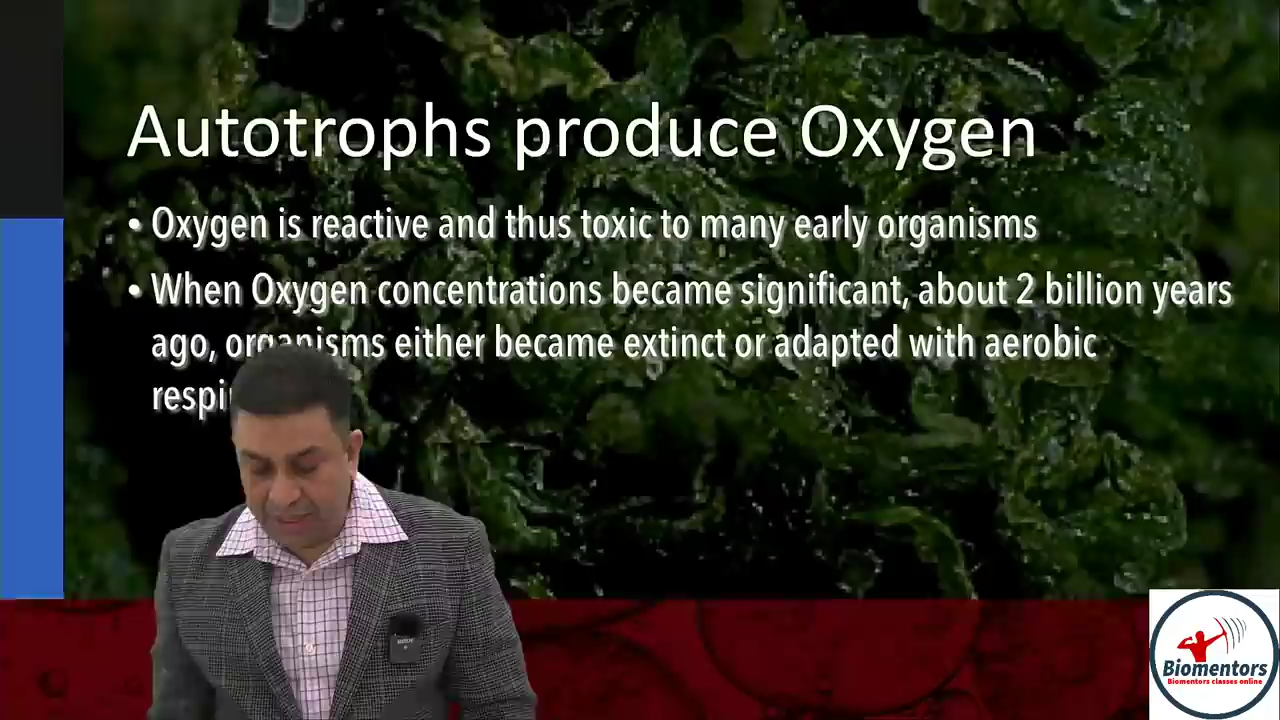 Autotrophs produce Oxygen
• Oxygen is reactive and thus toxic to many early organisms
• When Oxygen concentrations became significant, about 2 billion years
ago, organisms either became extinct or adapted with aerobic
Biomentors
Biomentors classes online